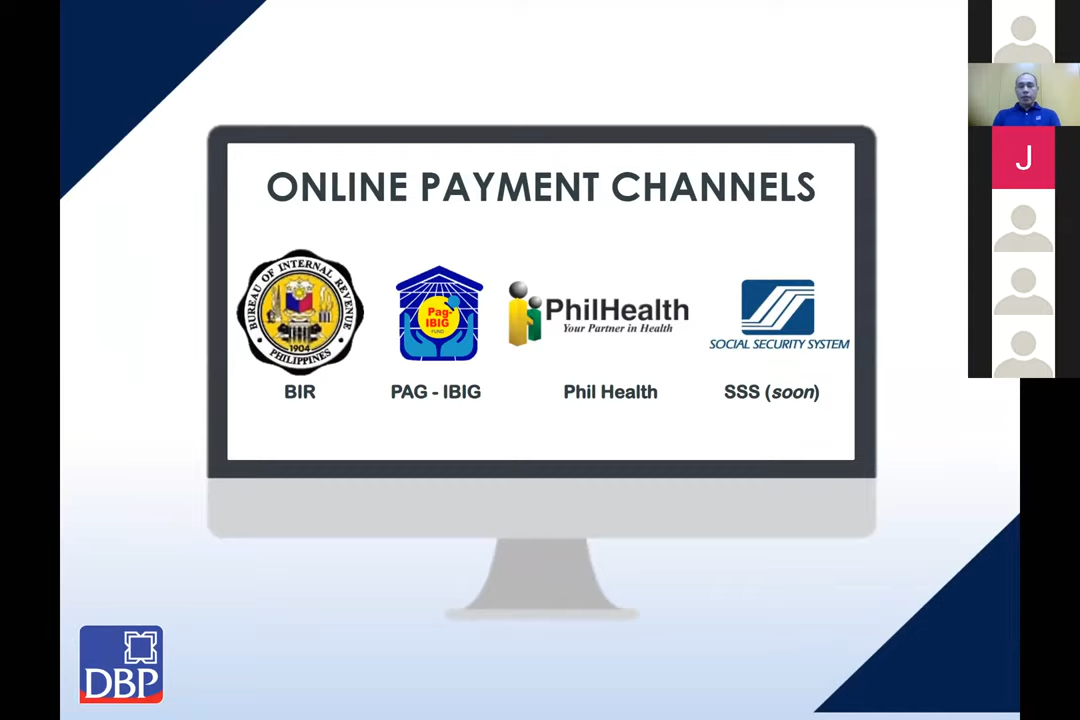 ONLINE PAYMENT CHANNELS
BUREAU OF INTERNAL REVENUE
1904
PHILIPPINES
Pag-
IBIG
FUND
PhilHealth
Your Partner in Health
SOCIAL SECURITY SYSTEM
BIR
PAG - IBIG
Phil Health
SSS (soon)
J
DBP